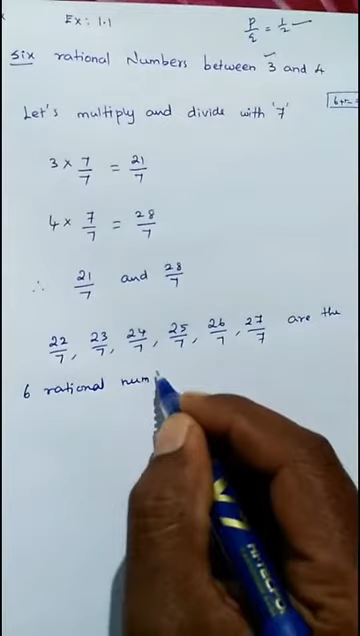 Ex: 1.1
p/q = 1/2
Six rational Numbers between 3 and 4
Let's multiply and divide with '7'
3 × 7/7 = 21/7
4 × 7/7 = 28/7
∴ 21/7 and 28/7
22/7, 23/7, 24/7, 25/7, 26/7, 27/7 are the
6 rational num